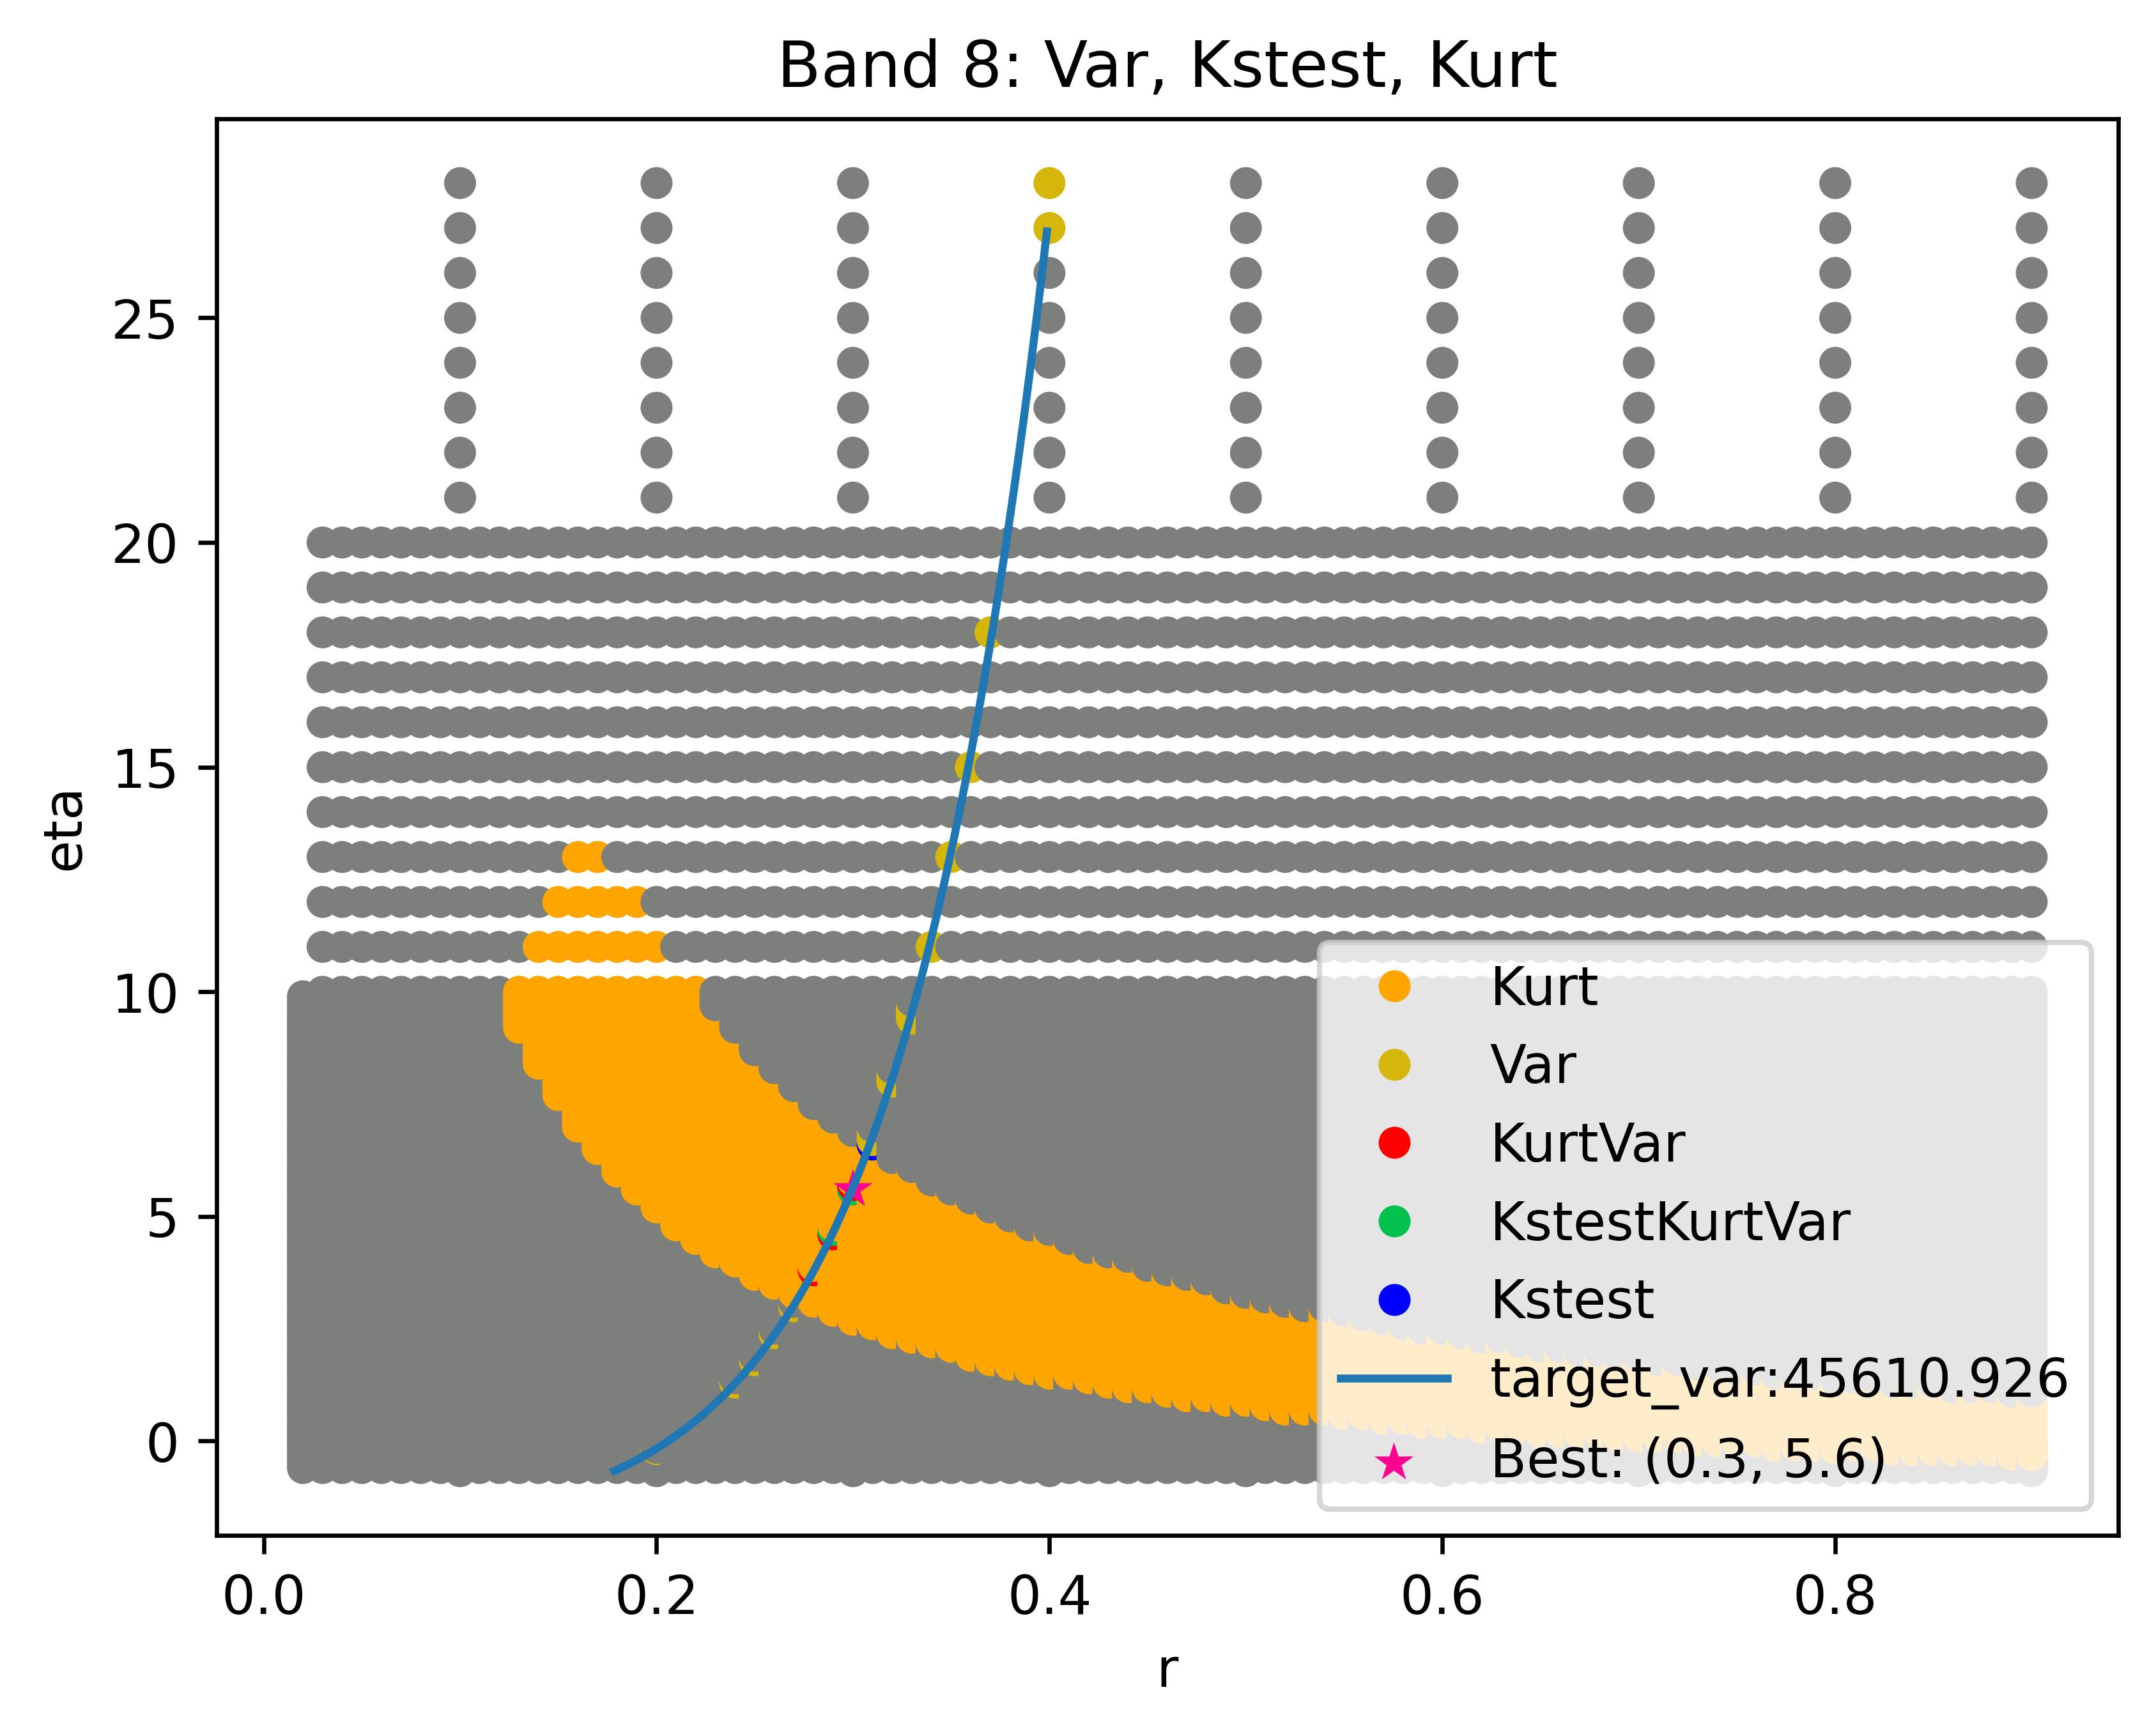 Band 8: Var, Kstest, Kurt
eta
25
20
15
10
5
0
Kurt
Var
KurtVar
KstestKurtVar
Kstest
target_var:45610.926
Best: (0.3, 5.6)
0.0 0.2 0.4 0.6 0.8
r